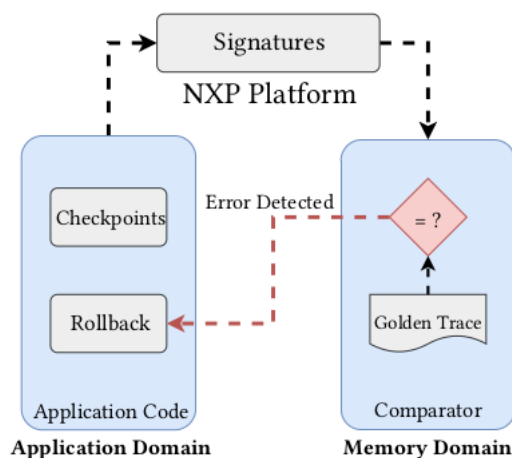 Signatures
NXP Platform
Checkpoints
Error Detected
= ?
Rollback
Golden Trace
Application Code
Comparator
Application Domain
Memory Domain